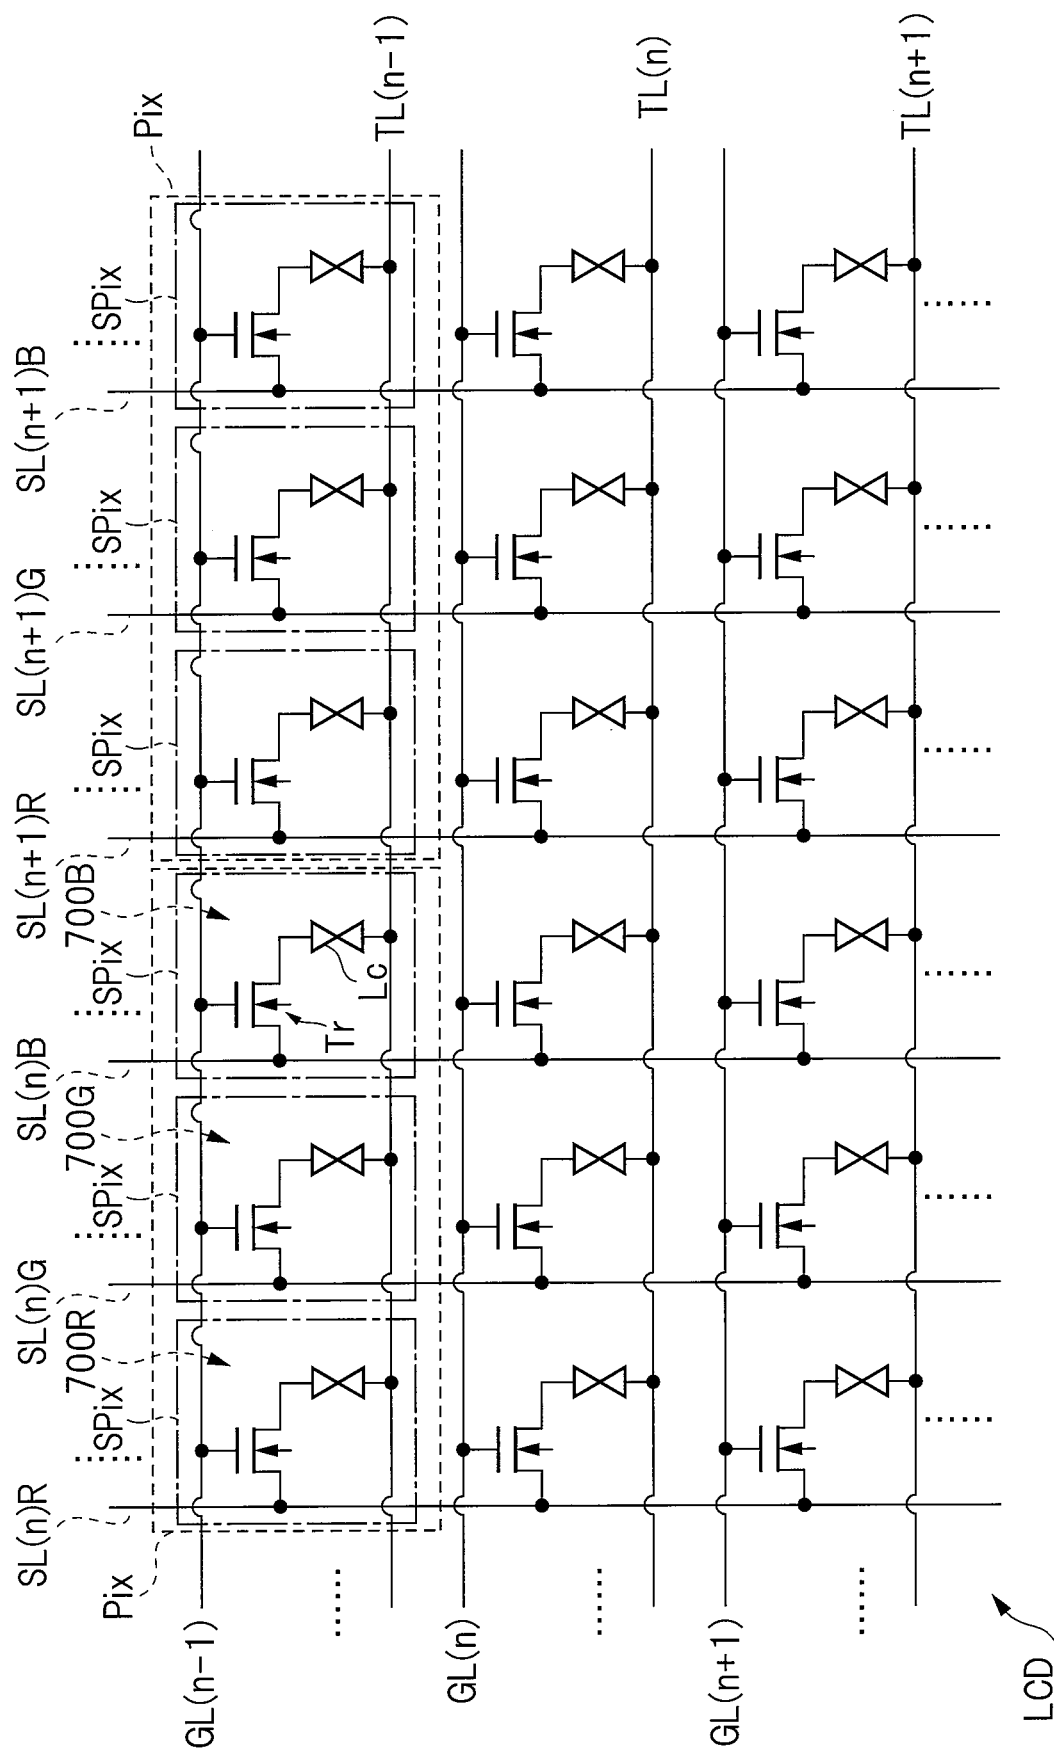 SL(n)R
SL(n)G
SL(n)B
SL(n+1)R
SL(n+1)G
SL(n+1)B
SPix
700R
SPix
700G
SPix
700B
SPix
SPix
SPix
Pix
Pix
GL(n-1)
Tr
Lc
TL(n-1)
GL(n)
TL(n)
GL(n+1)
TL(n+1)
LCD